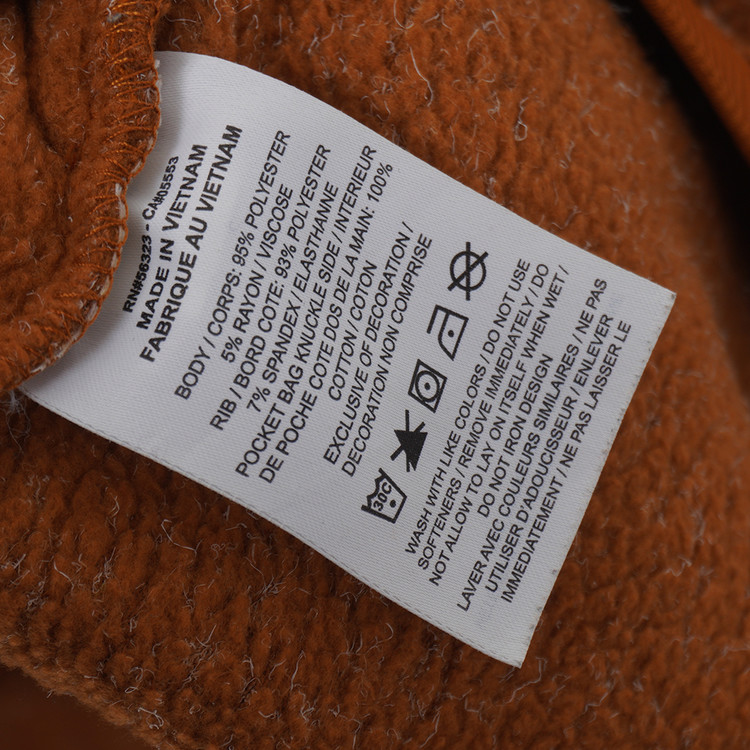 RN#56323 - CA#05553
MADE IN VIETNAM
FABRIQUE AU VIETNAM
BODY / CORPS: 95% POLYESTER
5% RAYON / VISCOSE
RIB / BORD COTE: 93% POLYESTER
7% SPANDEX / ELASTHANNE
POCKET BAG KNUCKLE SIDE / INTERIEUR
DE POCHE COTE DOS DE LA MAIN: 100%
COTTON / COTON
EXCLUSIVE OF DECORATION /
DECORATION NON COMPRISE
30C
WASH WITH LIKE COLORS / DO NOT USE
SOFTENERS / REMOVE IMMEDIATELY / DO
NOT ALLOW TO LAY ON ITSELF WHEN WET /
DO NOT IRON DESIGN
LAVER AVEC COULEURS SIMILAIRES / NE PAS
UTILISER D'ADOUCISSEUR / ENLEVER
IMMEDIATEMENT / NE PAS LAISSER LE